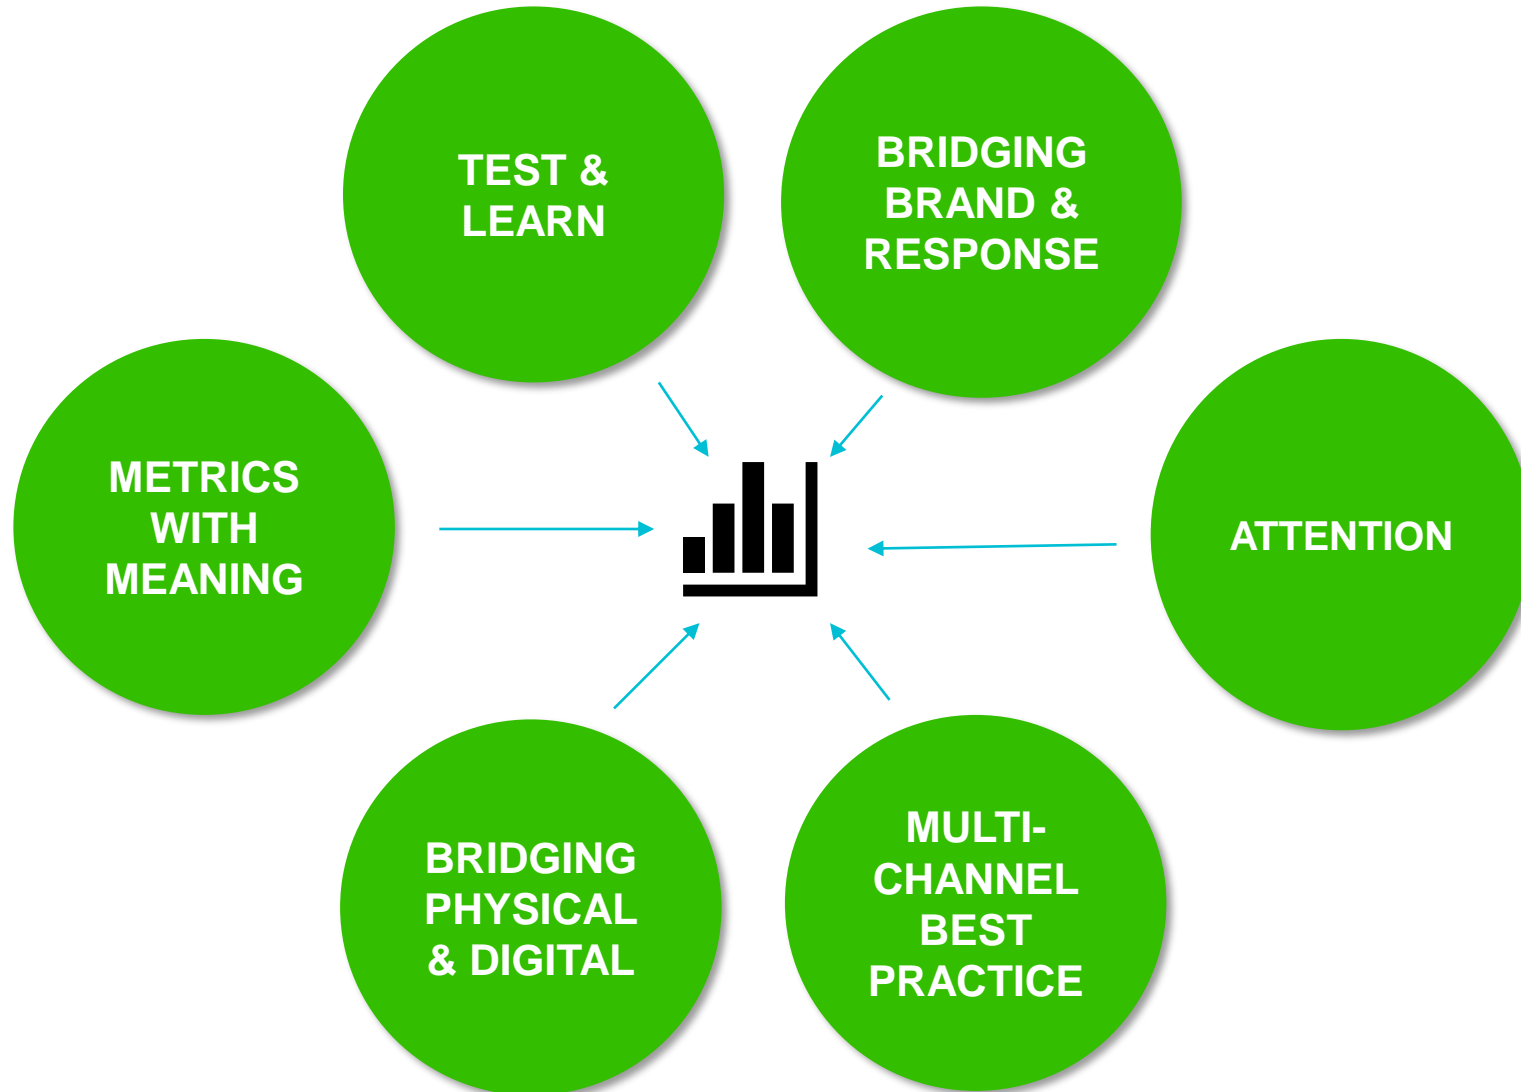 TEST &
LEARN
BRIDGING
BRAND &
RESPONSE
METRICS
WITH
MEANING
ATTENTION
BRIDGING
PHYSICAL
& DIGITAL
MULTI-
CHANNEL
BEST
PRACTICE